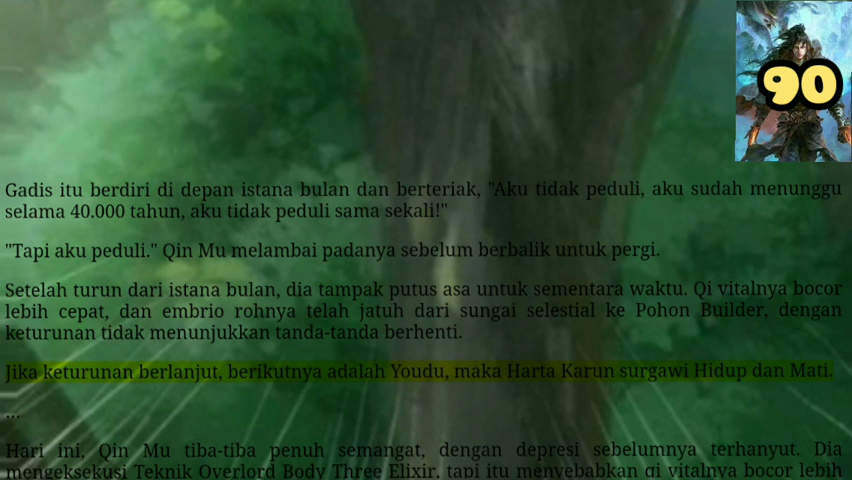 90
Gadis itu berdiri di depan istana bulan dan berteriak, "Aku tidak peduli, aku sudah menunggu
selama 40.000 tahun, aku tidak peduli sama sekali!"
"Tapi aku peduli." Qin Mu melambai padanya sebelum berbalik untuk pergi.
Setelah turun dari istana bulan, dia tampak putus asa untuk sementara waktu. Qi vitalnya bocor
lebih cepat, dan embrio rohnya telah jatuh dari sungai selestial ke Pohon Builder, dengan
keturunan tidak menunjukkan tanda-tanda berhenti.
Jika keturunan berlanjut, berikutnya adalah Youdu, maka Harta Karun surgawi Hidup dan Mati.
...
Hari ini, Qin Mu tiba-tiba penuh semangat, dengan depresi sebelumnya terhanyut. Dia
mengeksekusi Teknik Overlord Body Three Elixir, tapi itu menyebabkan qi vitalnya bocor lebih